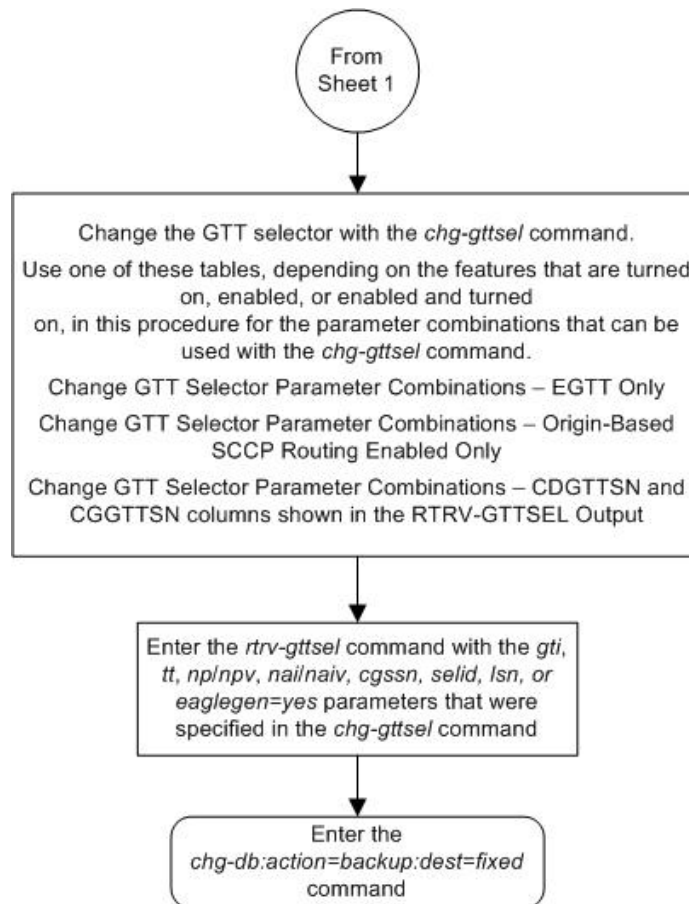 From
Sheet 1
Change the GTT selector with the chg-gttsel command.
Use one of these tables, depending on the features that are turned
on, enabled, or enabled and turned
on, in this procedure for the parameter combinations that can be
used with the chg-gttsel command.
Change GTT Selector Parameter Combinations – EGTT Only
Change GTT Selector Parameter Combinations – Origin-Based
SCCP Routing Enabled Only
Change GTT Selector Parameter Combinations – CDGTTSN and
CGGTTSN columns shown in the RTRV-GTTSEL Output
Enter the rtrv-gttsel command with the gti,
tt, np/npv, nai/naiv, cgssn, selid, lsn, or
eaglegen=yes parameters that were
specified in the chg-gttsel command
Enter the
chg-db:action=backup:dest=fixed
command